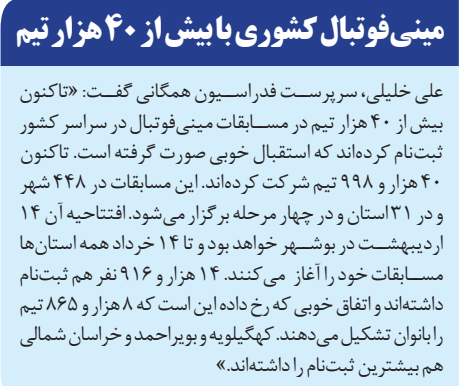 مینی‌فوتبال کشوری با بیش از ۴۰ هزار تیم
علی خلیلی، سرپرست فدراسیون همگانی گفت: «تاکنون
بیش از ۴۰ هزار تیم در مسابقات مینی‌فوتبال در سراسر کشور
ثبت‌نام کرده‌اند که استقبال خوبی صورت گرفته است. تاکنون
۴۰ هزار و ۹۹۸ تیم شرکت کرده‌اند. این مسابقات در ۴۴۸ شهر
و در ۳۱ استان و در چهار مرحله برگزار می‌شود. افتتاحیه آن ۱۴
اردیبهشت در بوشهر خواهد بود و تا ۱۴ خرداد همه استان‌ها
مسابقات خود را آغاز می‌کنند. ۱۴ هزار و ۹۱۶ نفر هم ثبت‌نام
داشته‌اند و اتفاق خوبی که رخ داده این است که ۸ هزار و ۸۶۵ تیم
را بانوان تشکیل می‌دهند. کهگیلویه و بویراحمد و خراسان شمالی
هم بیشترین ثبت‌نام را داشته‌اند.»